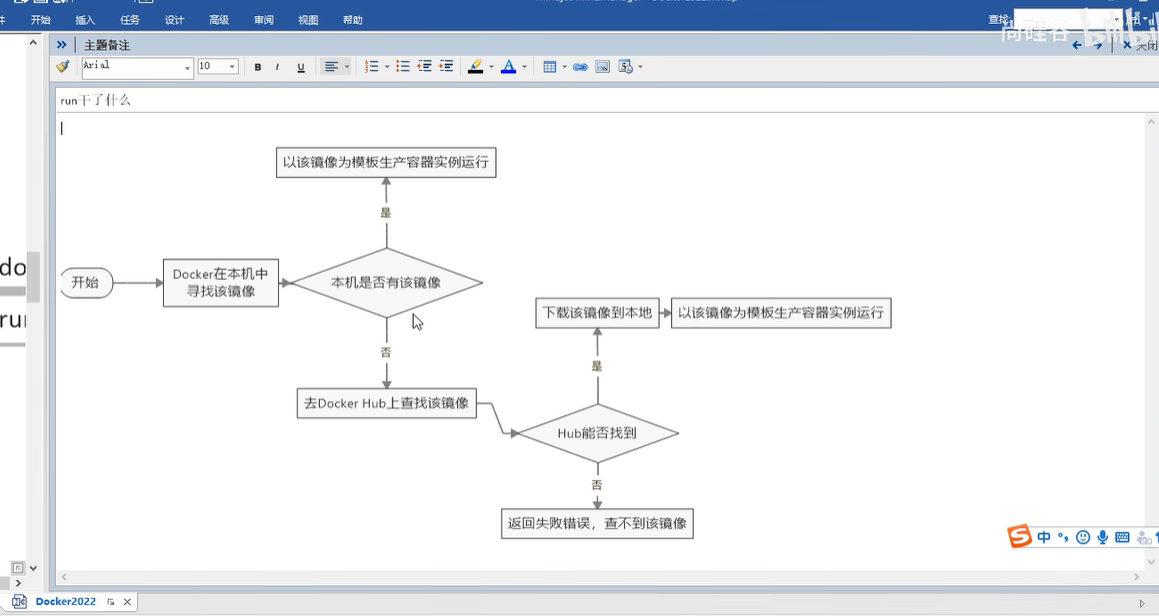 开始 插入 任务 设计 高级 审阅 视图 帮助
查找
尚硅谷
主题备注
关闭
Arial 10 B I U
run干了什么
以该镜像为模板生产容器实例运行
是
开始
Docker在本机中
寻找该镜像
本机是否有该镜像
否
去Docker Hub上查找该镜像
下载该镜像到本地
以该镜像为模板生产容器实例运行
是
Hub能否找到
否
返回失败错误，查不到该镜像
do
run
中
Docker2022